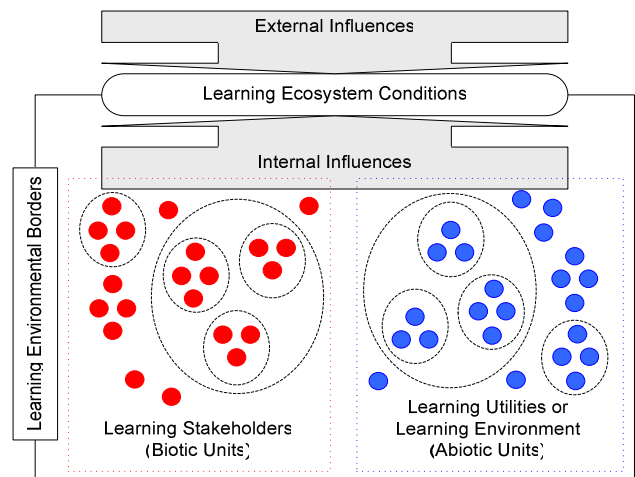 External Influences
Learning Ecosystem Conditions
Internal Influences
Learning Environmental Borders
Learning Stakeholders
(Biotic Units)
Learning Utilities or
Learning Environment
(Abiotic Units)